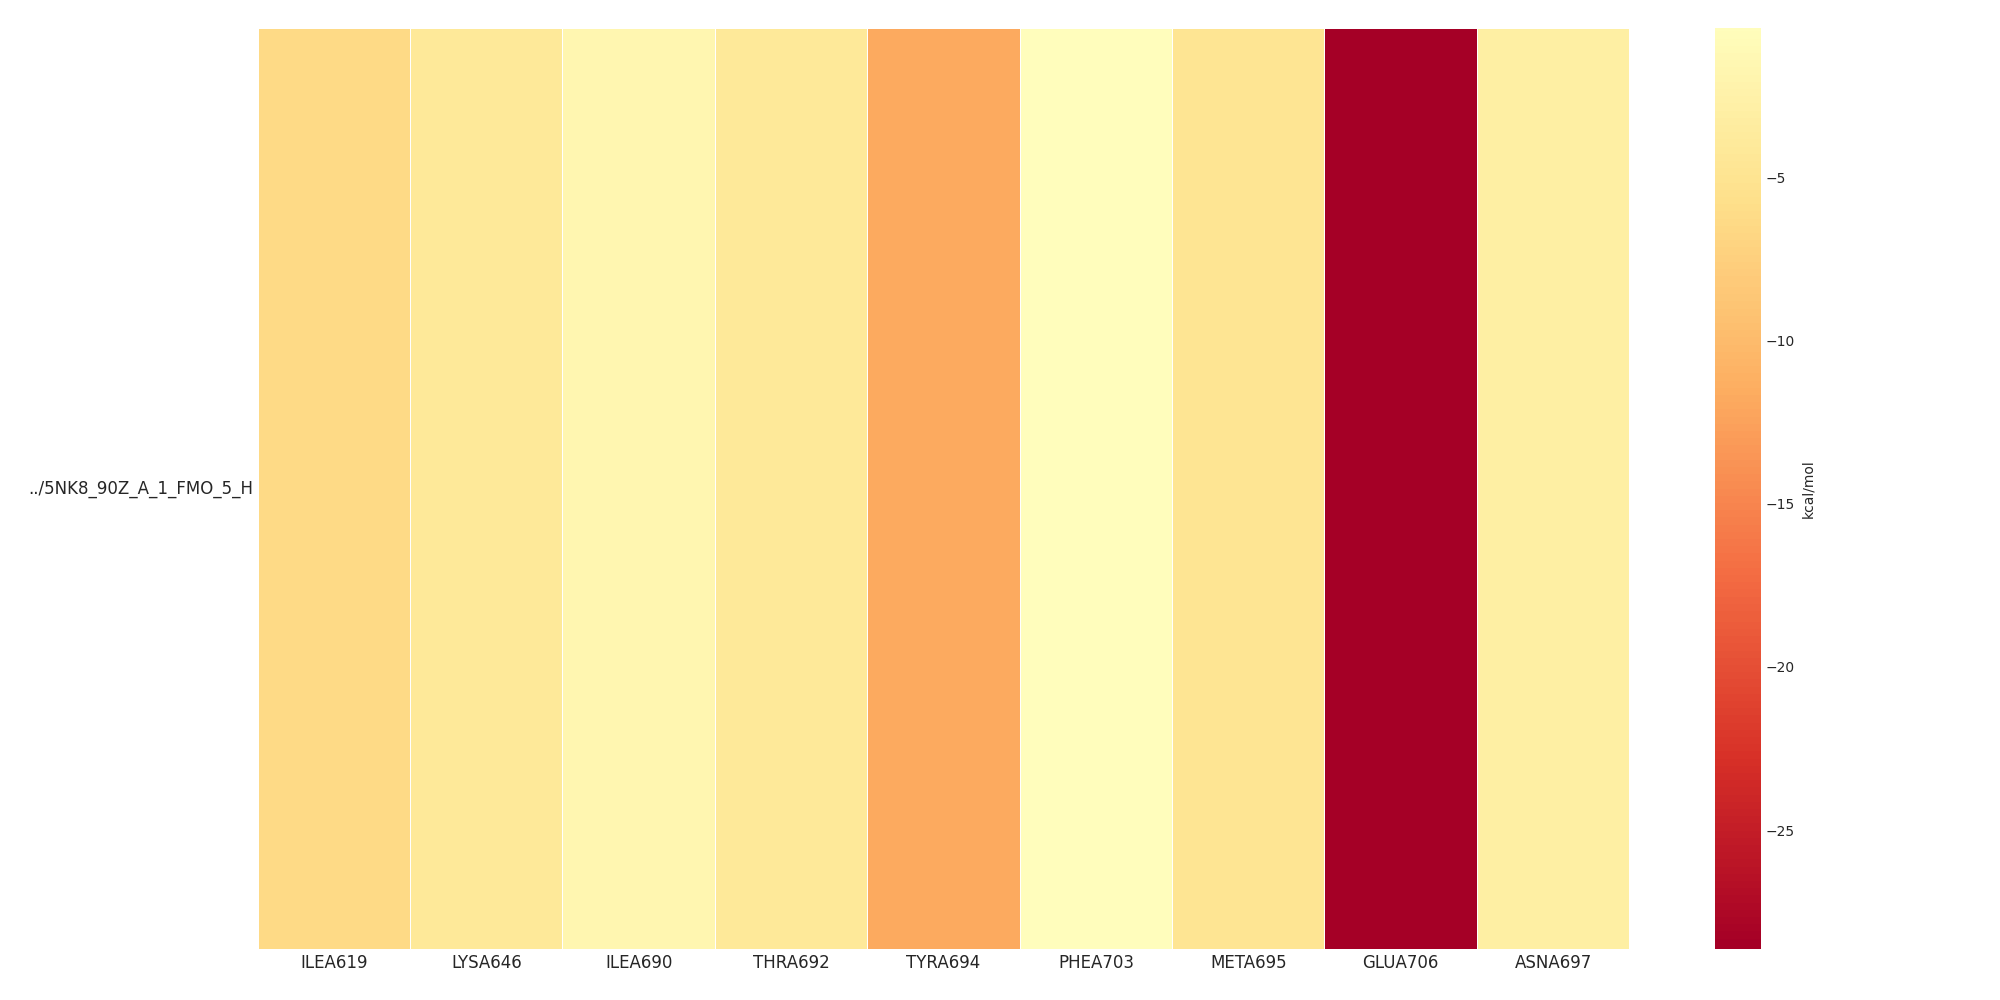 ../5NK8_90Z_A_1_FMO_5_H
ILEA619 LYSA646 ILEA690 THRA692 TYRA694 PHEA703 META695 GLUA706 ASNA697
−5
−10
−15
−20
−25
kcal/mol